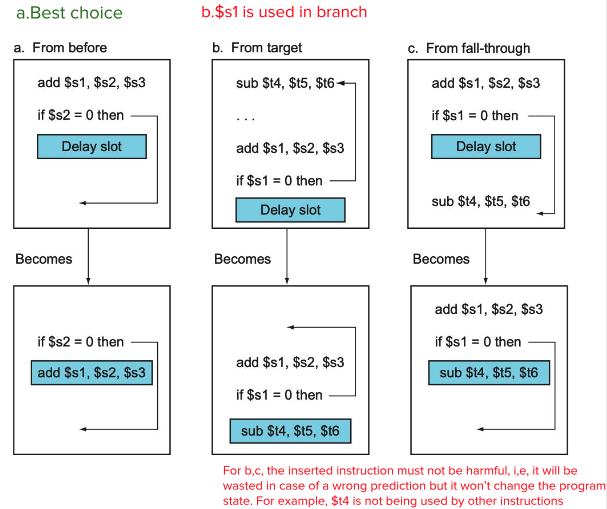 a.Best choice
b.$s1 is used in branch
a. From before
b. From target
c. From fall-through
add $s1, $s2, $s3
if $s2 = 0 then
Delay slot
sub $t4, $t5, $t6
. . .
add $s1, $s2, $s3
if $s1 = 0 then
Delay slot
add $s1, $s2, $s3
if $s1 = 0 then
Delay slot
sub $t4, $t5, $t6
Becomes
Becomes
Becomes
if $s2 = 0 then
add $s1, $s2, $s3
add $s1, $s2, $s3
if $s1 = 0 then
sub $t4, $t5, $t6
add $s1, $s2, $s3
if $s1 = 0 then
sub $t4, $t5, $t6
For b,c, the inserted instruction must not be harmful, i,e, it will be
wasted in case of a wrong prediction but it won't change the program
state. For example, $t4 is not being used by other instructions